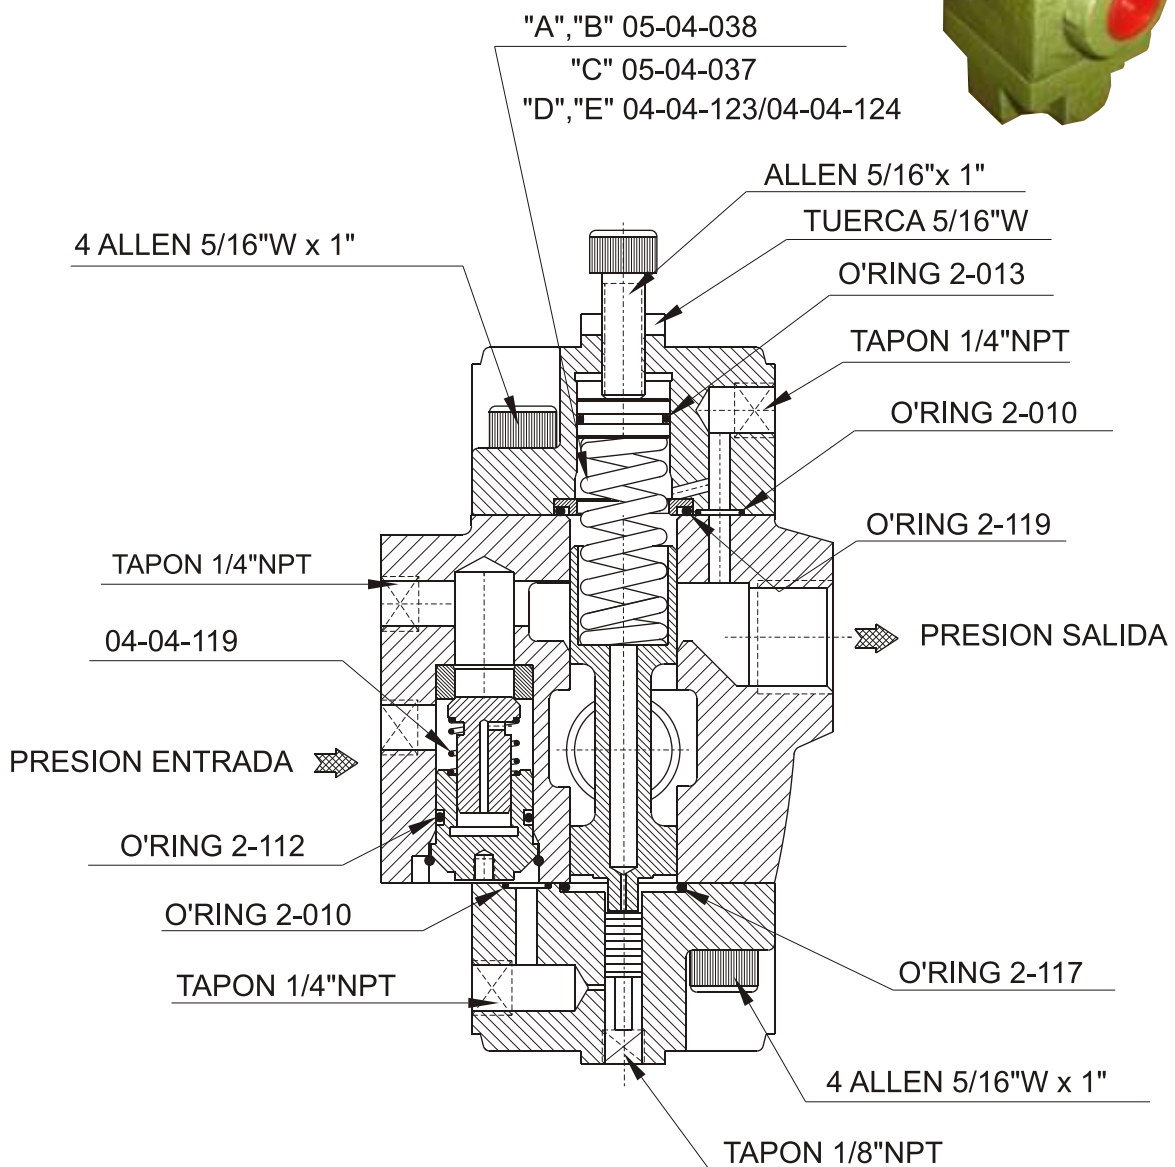 "A","B" 05-04-038
"C" 05-04-037
"D","E" 04-04-123/04-04-124
ALLEN 5/16"x 1"
TUERCA 5/16"W
4 ALLEN 5/16"W x 1"
O'RING 2-013
TAPON 1/4"NPT
O'RING 2-010
O'RING 2-119
TAPON 1/4"NPT
04-04-119
PRESION SALIDA
PRESION ENTRADA
O'RING 2-112
O'RING 2-010
TAPON 1/4"NPT
O'RING 2-117
4 ALLEN 5/16"W x 1"
TAPON 1/8"NPT